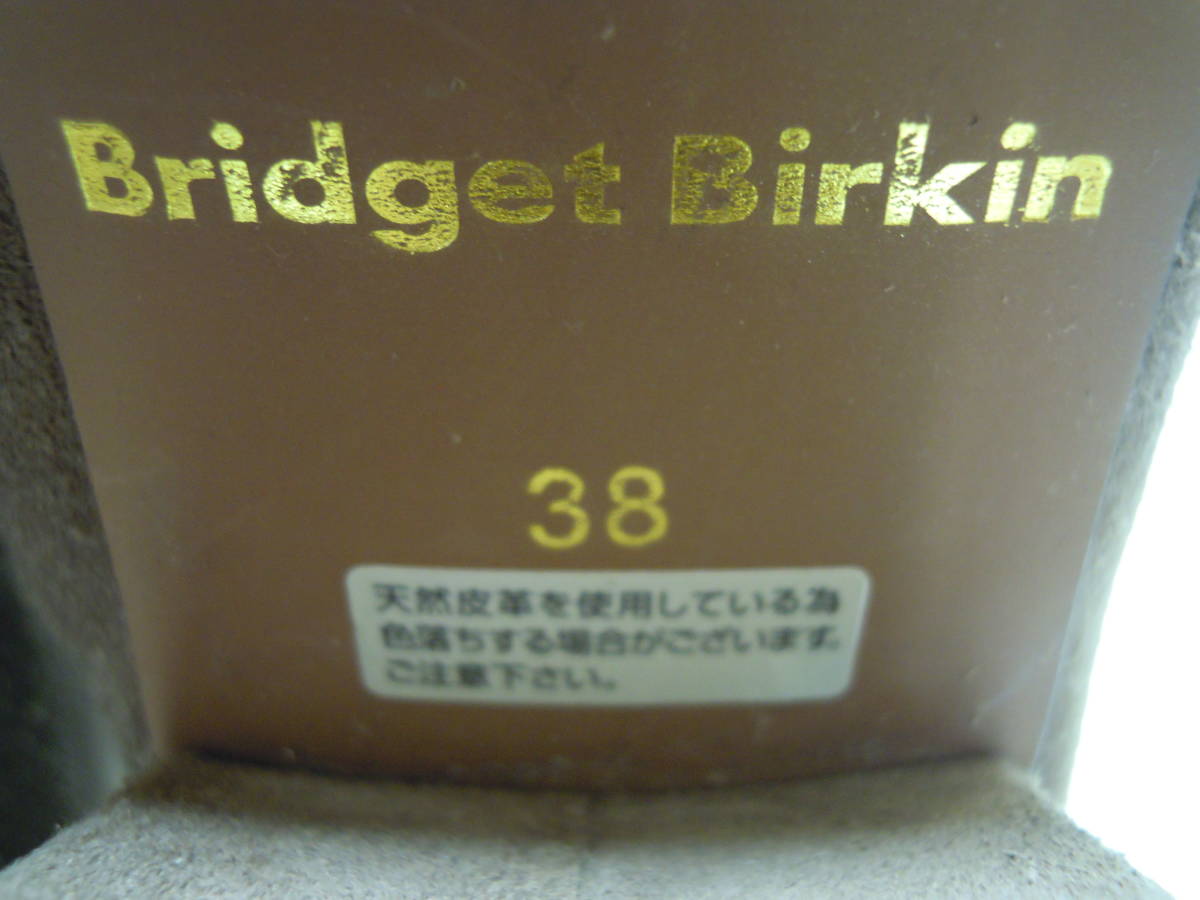 Bridget Birkin
38
天然皮革を使用している為
色落ちする場合がございます。
ご注意下さい。